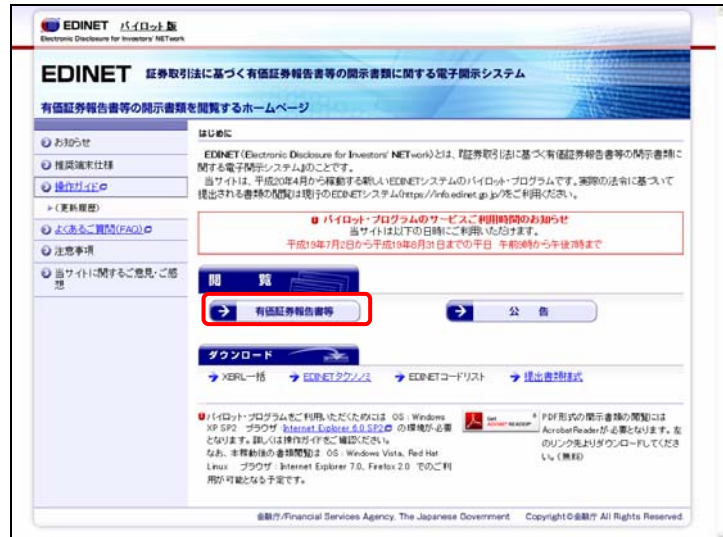 EDINET パイロット版
Electronic Disclosure for Investors' NETwork
EDINET 証券取引法に基づく有価証券報告書等の開示書類に関する電子開示システム
有価証券報告書等の開示書類を閲覧するホームページ
お知らせ
推奨端末仕様
操作ガイド
(更新履歴)
よくあるご質問(FAQ)
注意事項
当サイトに関するご意見・ご感
想
はじめに
EDINET(Electronic Disclosure for Investors' NETwork)とは、『証券取引法に基づく有価証券報告書等の開示書類に
関する電子開示システム』のことです。
当サイトは、平成20年4月から稼動する新しいEDINETシステムのパイロット・プログラムです。実際の法令に基づいて
提出される書類の閲覧は現行のEDINETシステム(https://info.edinet.go.jp/)をご利用ください。
パイロット・プログラムのサービスご利用時間のお知らせ
当サイトは以下の日時にご利用いただけます。
平成19年7月2日から平成19年8月31日までの平日 午前9時から午後7時まで
閲 覧
有価証券報告書等
公 告
ダウンロード
XBRL一括
EDINETタクソノミ
EDINETコードリスト
提出書類様式
パイロット・プログラムをご利用いただくためには OS:Windows
XP SP2 ブラウザ:Internet Explorer 6.0 SP2 の環境が必要
となります。詳しくは操作ガイドをご確認ください。
なお、本稼動後の書類閲覧は OS:Windows Vista、Red Hat
Linux ブラウザ:Internet Explorer 7.0、Firefox 2.0 でのご利
用が可能となる予定です。
Get
ACROBAT READER
PDF形式の開示書類の閲覧には
AcrobatReaderが必要となります。左
のリンク先よりダウンロードしてくださ
い。(無料)
金融庁/Financial Services Agency, The Japanese Government Copyright©金融庁 All Rights Reserved.